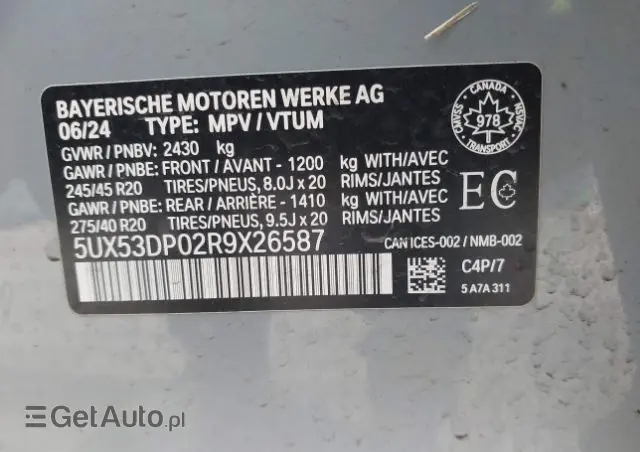 BAYERISCHE MOTOREN WERKE AG
06/24 TYPE: MPV / VTUM
GVWR / PNBV: 2430 kg
GAWR / PNBE: FRONT / AVANT - 1200 kg WITH/AVEC
245/45 R20 TIRES/PNEUS, 8.0J x 20 RIMS/JANTES
GAWR / PNBE: REAR / ARRIÈRE - 1410 kg WITH/AVEC
275/40 R20 TIRES/PNEUS, 9.5J x 20 RIMS/JANTES
5UX53DP02R9X26587
CANADA
CMVSS
978
NSVAC
TRANSPORT
EC
CAN ICES-002 / NMB-002
C4P/7
5 A7A 311
GetAuto.pl